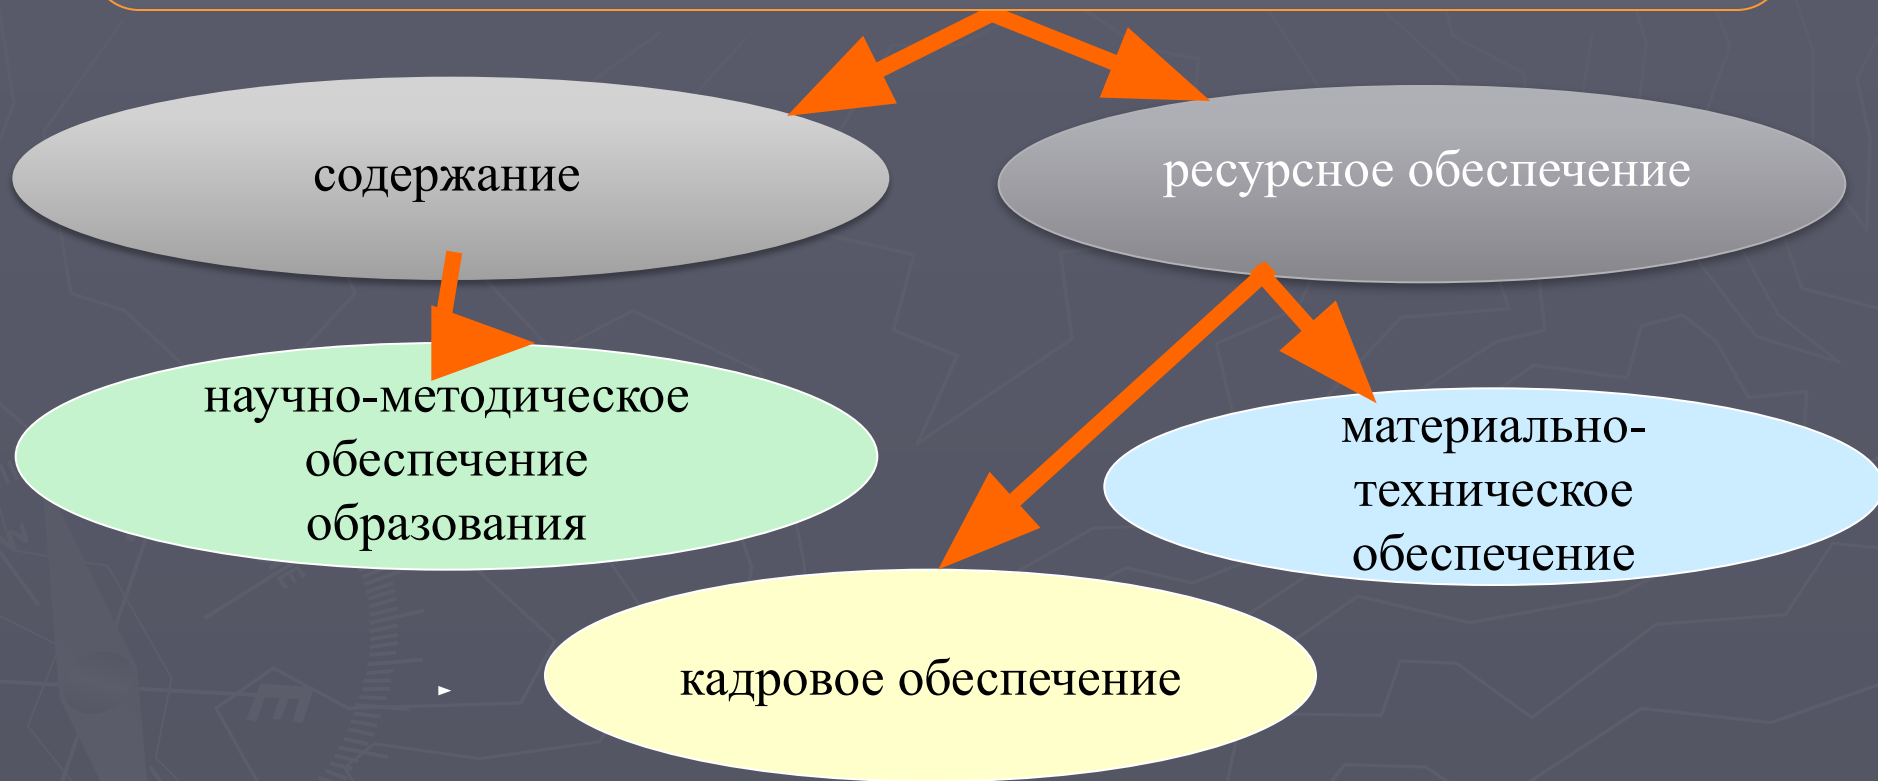 содержание
ресурсное обеспечение
научно-методическое
обеспечение
образования
материально-
техническое
обеспечение
кадровое обеспечение